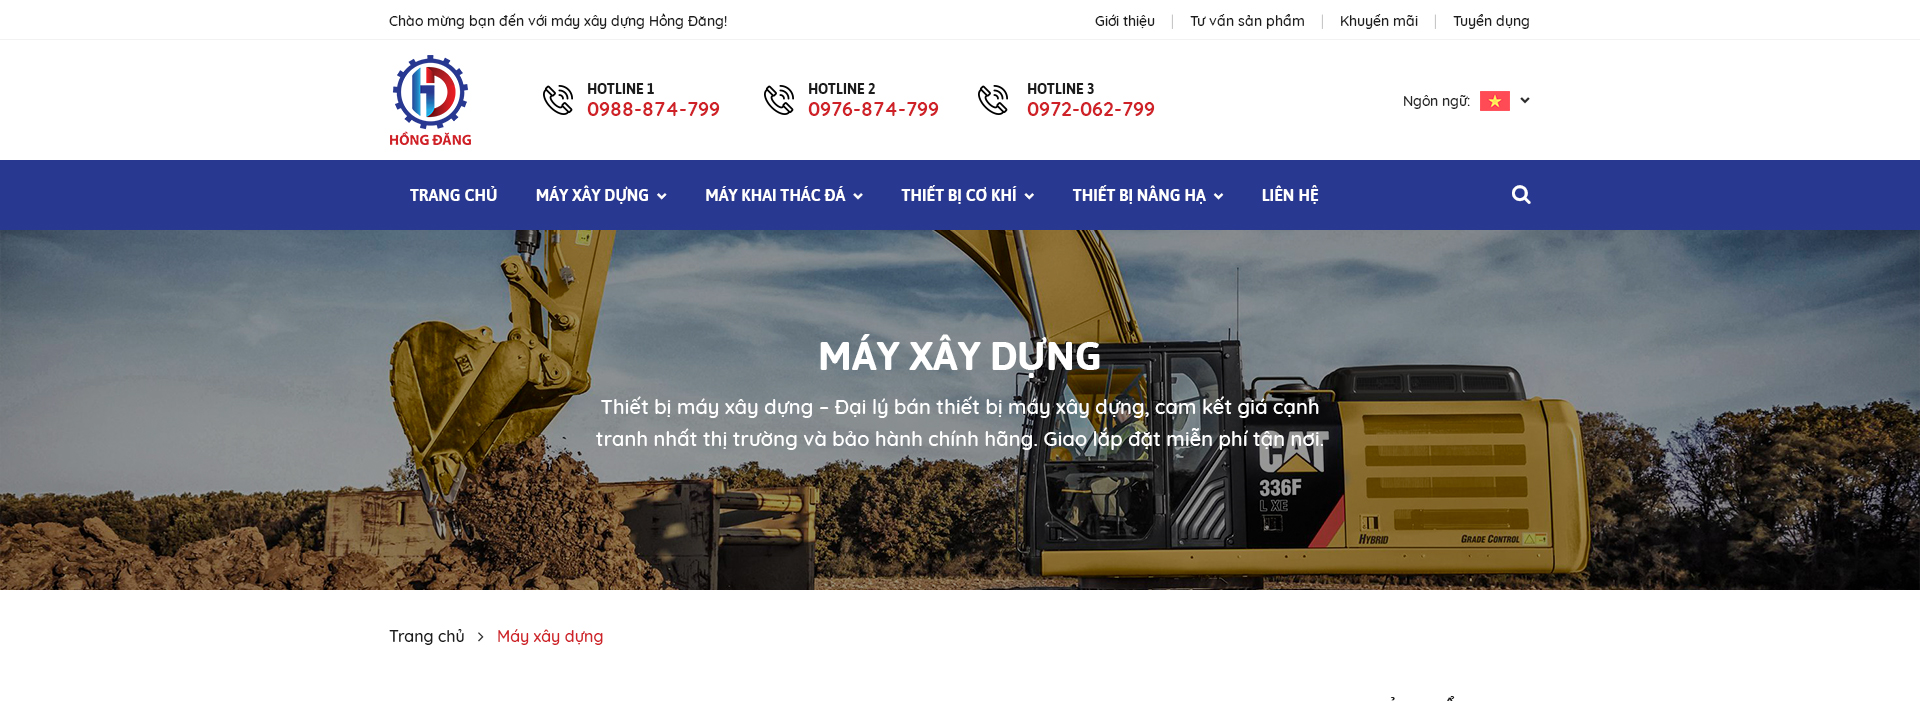 Chào mừng bạn đến với máy xây dựng Hồng Đăng!
Giới thiệu
Tư vấn sản phẩm
Khuyến mãi
Tuyển dụng
HỒNG ĐĂNG
HOTLINE 1
0988-874-799
HOTLINE 2
0976-874-799
HOTLINE 3
0972-062-799
Ngôn ngữ:
TRANG CHỦ
MÁY XÂY DỰNG
MÁY KHAI THÁC ĐÁ
THIẾT BỊ CƠ KHÍ
THIẾT BỊ NÂNG HẠ
LIÊN HỆ
MÁY XÂY DỰNG
Thiết bị máy xây dựng – Đại lý bán thiết bị máy xây dựng, cam kết giá cạnh
tranh nhất thị trường và bảo hành chính hãng. Giao lắp đặt miễn phí tận nơi.
CAT
336F
L XE
HYBRID
GRADE CONTROL
Trang chủ
Máy xây dựng